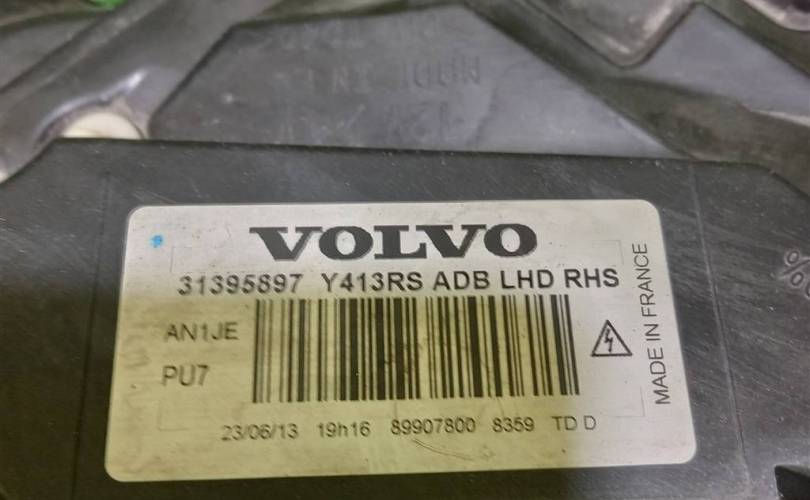 VOLVO
31395897 Y413RS ADB LHD RHS
AN1JE
PU7
MADE IN FRANCE
23/06/13 19h16 89907800 8359 TD D